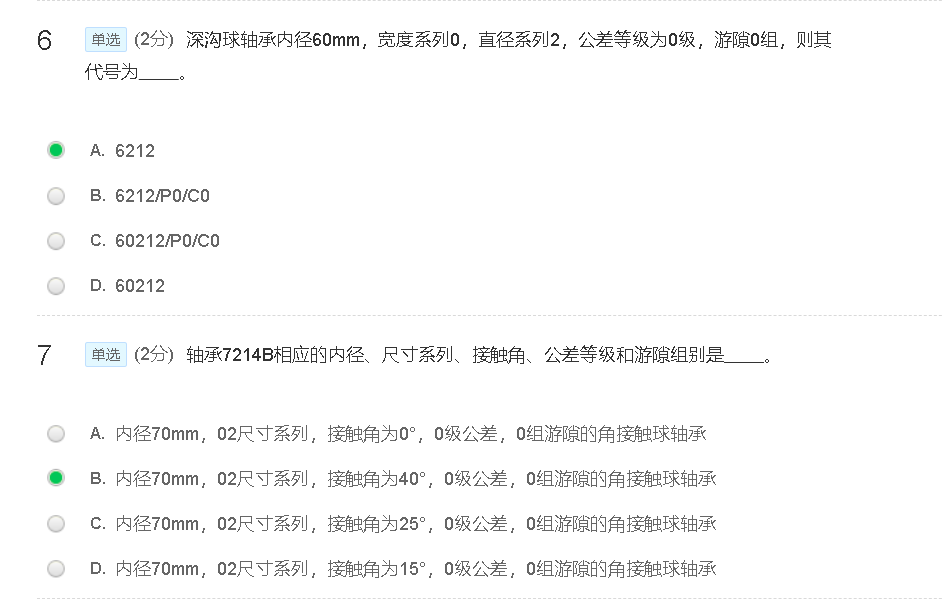 6 单选 (2分) 深沟球轴承内径60mm，宽度系列0，直径系列2，公差等级为0级，游隙0组，则其
代号为____。
A. 6212
B. 6212/P0/C0
C. 60212/P0/C0
D. 60212
7 单选 (2分) 轴承7214B相应的内径、尺寸系列、接触角、公差等级和游隙组别是____。
A. 内径70mm，02尺寸系列，接触角为0°，0级公差，0组游隙的角接触球轴承
B. 内径70mm，02尺寸系列，接触角为40°，0级公差，0组游隙的角接触球轴承
C. 内径70mm，02尺寸系列，接触角为25°，0级公差，0组游隙的角接触球轴承
D. 内径70mm，02尺寸系列，接触角为15°，0级公差，0组游隙的角接触球轴承